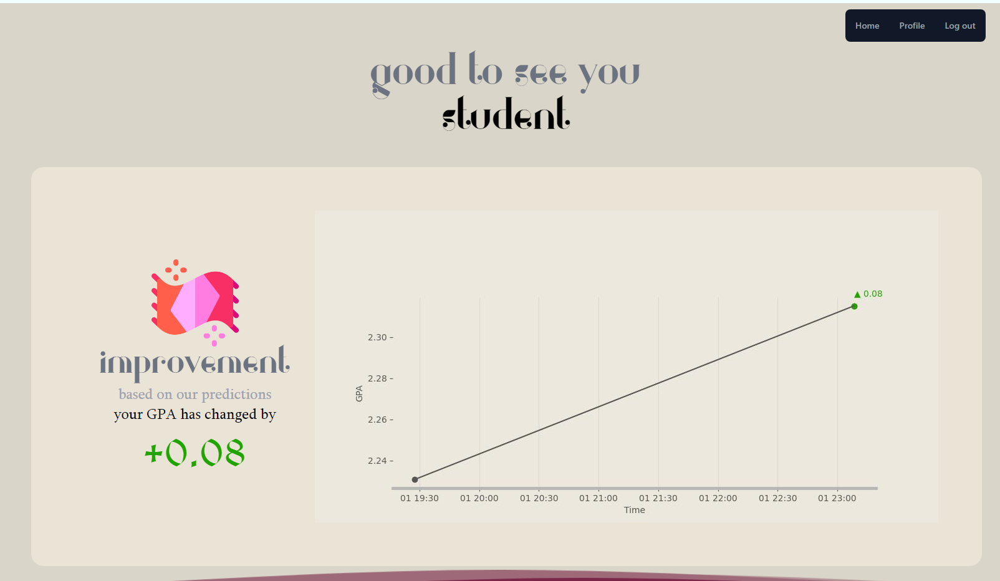 Home Profile Log out
good to see you
student
improvement
based on our predictions
your GPA has changed by
+0.08
▲ 0.08
2.30
2.28
2.26
2.24
GPA
01 19:30 01 20:00 01 20:30 01 21:00 01 21:30 01 22:00 01 22:30 01 23:00
Time